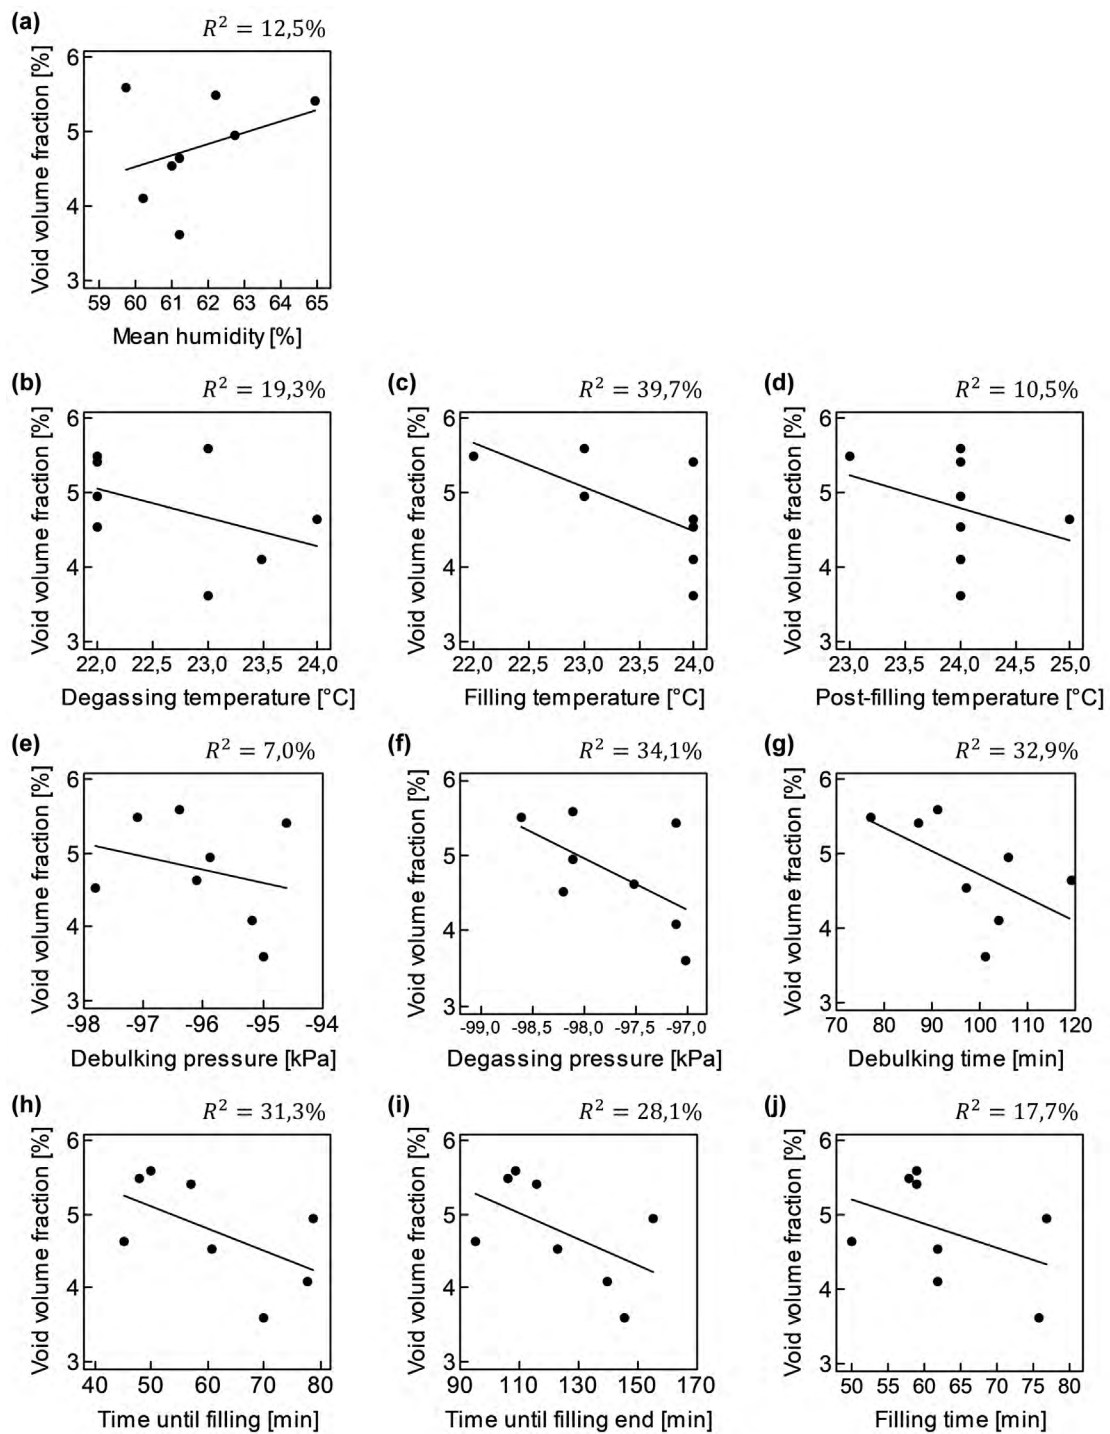 (a)
R² = 12,5%
Void volume fraction [%]
6
5
4
3
59 60 61 62 63 64 65
Mean humidity [%]
(b)
R² = 19,3%
Void volume fraction [%]
6
5
4
3
22,0 22,5 23,0 23,5 24,0
Degassing temperature [°C]
(c)
R² = 39,7%
Void volume fraction [%]
6
5
4
3
22,0 22,5 23,0 23,5 24,0
Filling temperature [°C]
(d)
R² = 10,5%
Void volume fraction [%]
6
5
4
3
23,0 23,5 24,0 24,5 25,0
Post-filling temperature [°C]
(e)
R² = 7,0%
Void volume fraction [%]
6
5
4
3
-98 -97 -96 -95 -94
Debulking pressure [kPa]
(f)
R² = 34,1%
Void volume fraction [%]
6
5
4
3
-99,0 -98,5 -98,0 -97,5 -97,0
Degassing pressure [kPa]
(g)
R² = 32,9%
Void volume fraction [%]
6
5
4
3
70 80 90 100 110 120
Debulking time [min]
(h)
R² = 31,3%
Void volume fraction [%]
6
5
4
3
40 50 60 70 80
Time until filling [min]
(i)
R² = 28,1%
Void volume fraction [%]
6
5
4
3
90 110 130 150 170
Time until filling end [min]
(j)
R² = 17,7%
Void volume fraction [%]
6
5
4
3
50 55 60 65 70 75 80
Filling time [min]